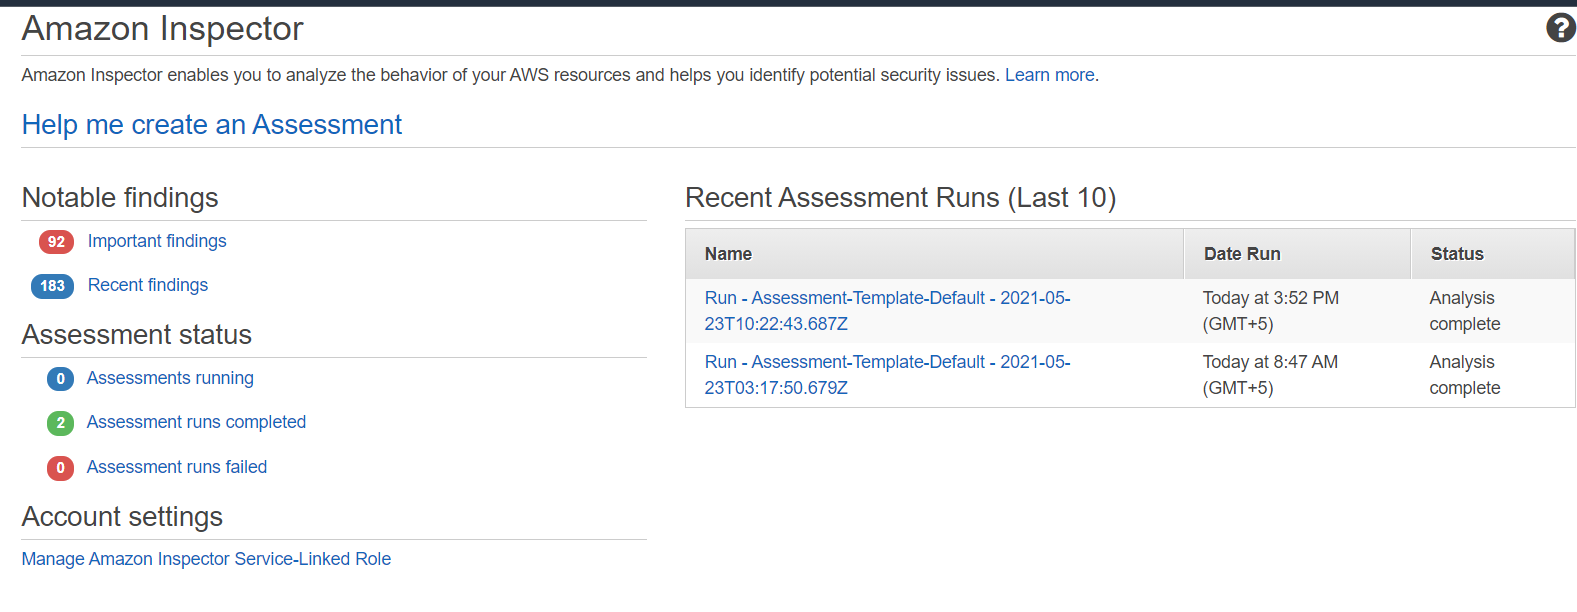 Amazon Inspector
?
Amazon Inspector enables you to analyze the behavior of your AWS resources and helps you identify potential security issues. Learn more.
Help me create an Assessment
Notable findings
92 Important findings
183 Recent findings
Assessment status
0 Assessments running
2 Assessment runs completed
0 Assessment runs failed
Account settings
Manage Amazon Inspector Service-Linked Role
Recent Assessment Runs (Last 10)
Name Date Run Status
Run - Assessment-Template-Default - 2021-05- Today at 3:52 PM Analysis
23T10:22:43.687Z (GMT+5) complete
Run - Assessment-Template-Default - 2021-05- Today at 8:47 AM Analysis
23T03:17:50.679Z (GMT+5) complete